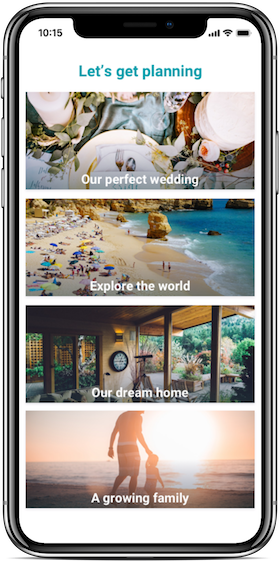 10:15
Let's get planning
Our perfect wedding
Explore the world
Our dream home
A growing family